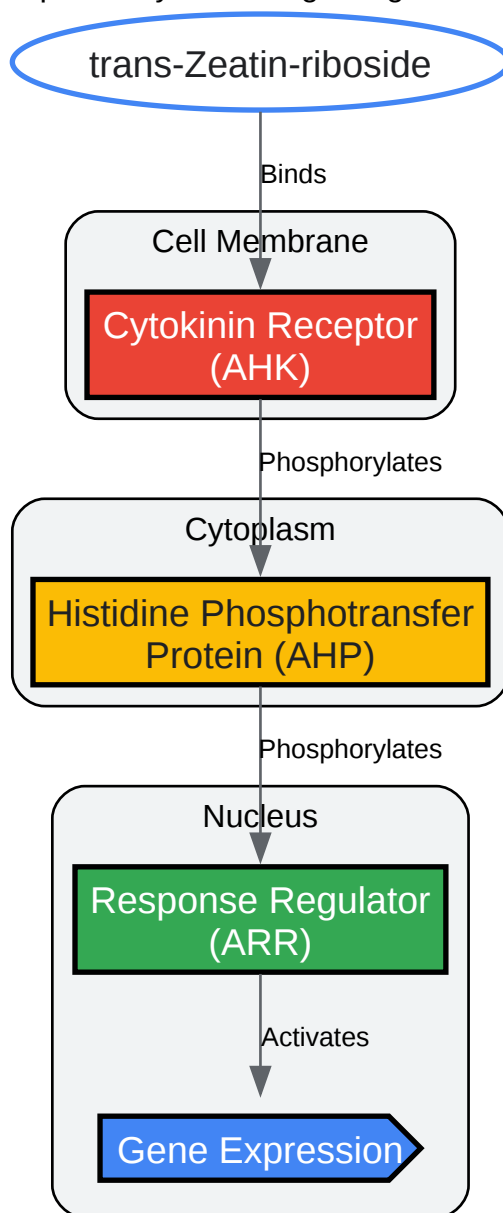 trans-Zeatin-riboside
Binds
Cell Membrane
Cytokinin Receptor
(AHK)
Phosphorylates
Cytoplasm
Histidine Phosphotransfer
Protein (AHP)
Phosphorylates
Nucleus
Response Regulator
(ARR)
Activates
Gene Expression